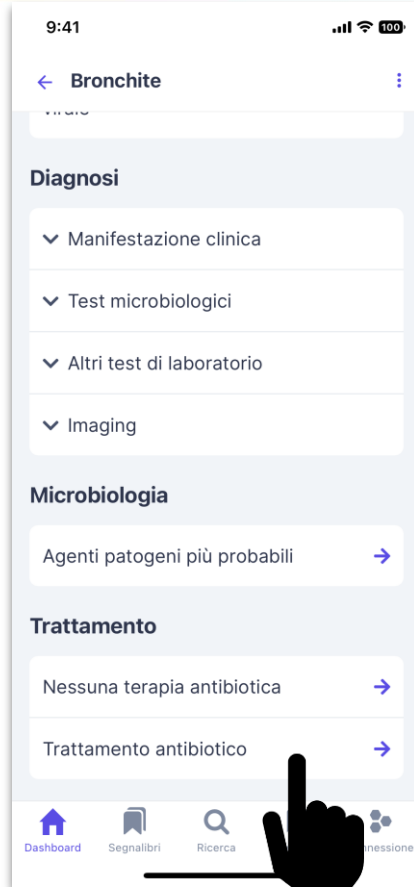 9:41
100
Bronchite
Diagnosi
Manifestazione clinica
Test microbiologici
Altri test di laboratorio
Imaging
Microbiologia
Agenti patogeni più probabili
Trattamento
Nessuna terapia antibiotica
Trattamento antibiotico
Dashboard
Segnalibri
Ricerca